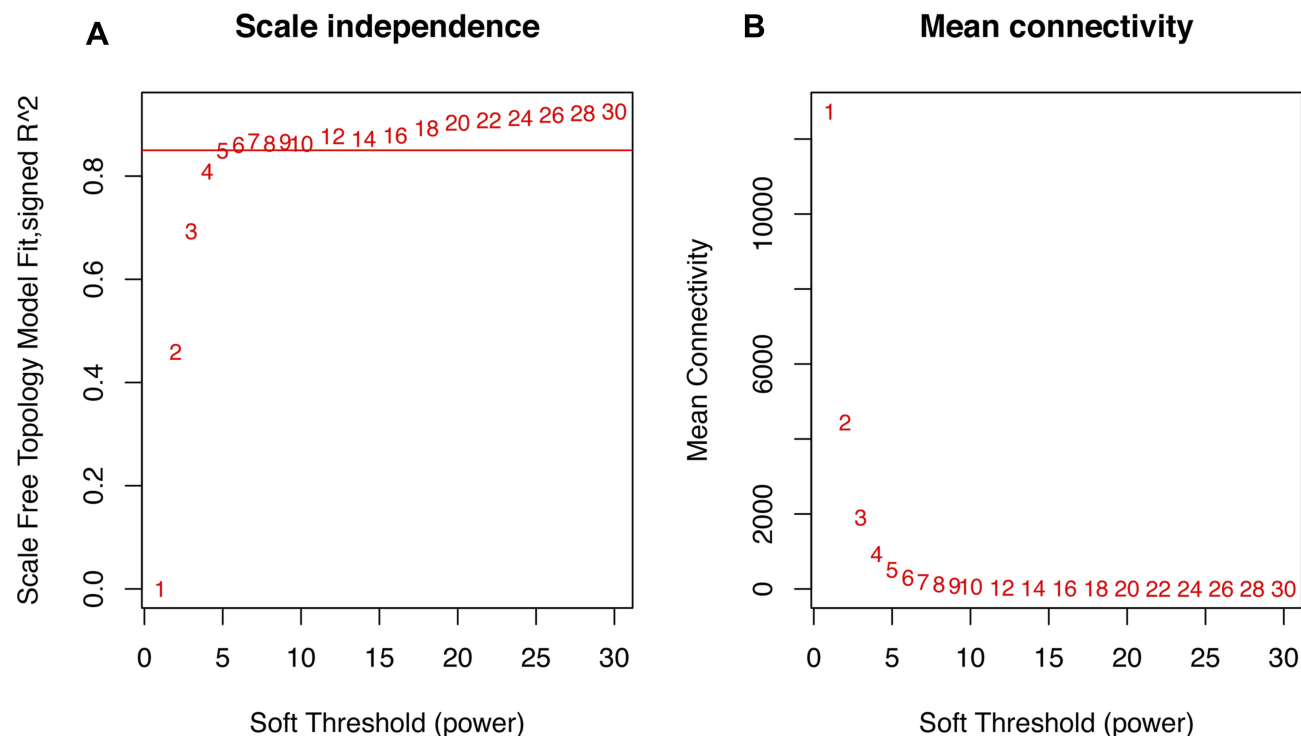 A
Scale independence
Scale Free Topology Model Fit,signed R^2
0.0 0.2 0.4 0.6 0.8
1 2 3 4 5 6 7 8 9 10 12 14 16 18 20 22 24 26 28 30
0 5 10 15 20 25 30
Soft Threshold (power)
B
Mean connectivity
Mean Connectivity
0 2000 6000 10000
1 2 3 4 5 6 7 8 9 10 12 14 16 18 20 22 24 26 28 30
0 5 10 15 20 25 30
Soft Threshold (power)